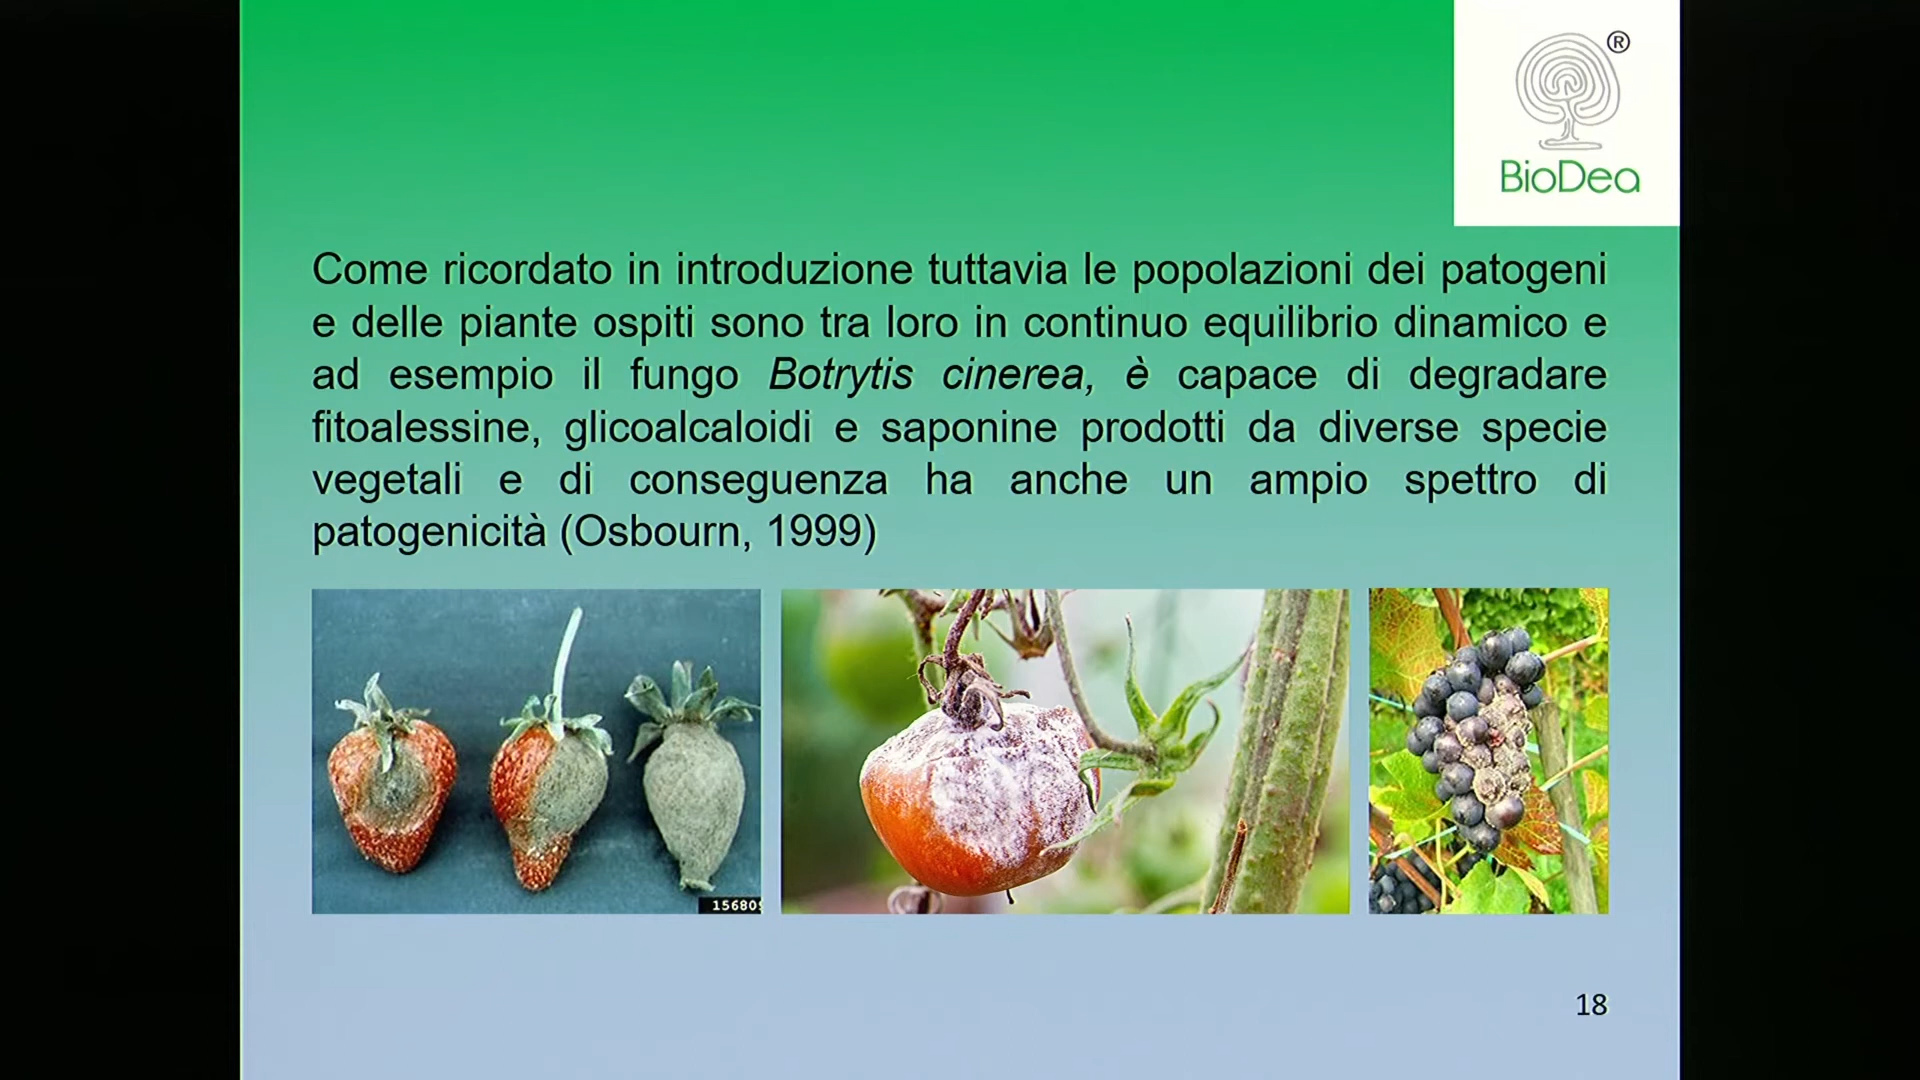 ®
BioDea
Come ricordato in introduzione tuttavia le popolazioni dei patogeni
e delle piante ospiti sono tra loro in continuo equilibrio dinamico e
ad esempio il fungo Botrytis cinerea, è capace di degradare
fitoalessine, glicoalcaloidi e saponine prodotti da diverse specie
vegetali e di conseguenza ha anche un ampio spettro di
patogenicità (Osbourn, 1999)
156809
18